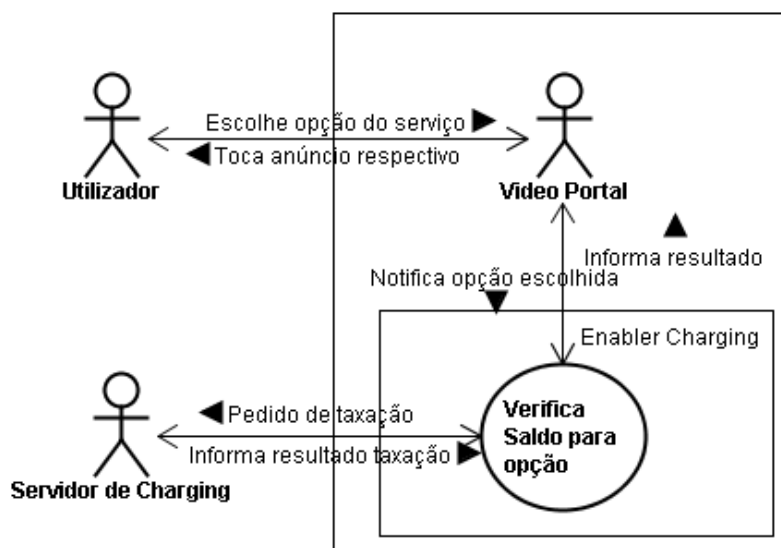 Escolhe opção do serviço
Toca anúncio respectivo
Utilizador
Video Portal
Informa resultado
Notifica opção escolhida
Enabler Charging
Pedido de taxação
Informa resultado taxação
Verifica
Saldo para
opção
Servidor de Charging